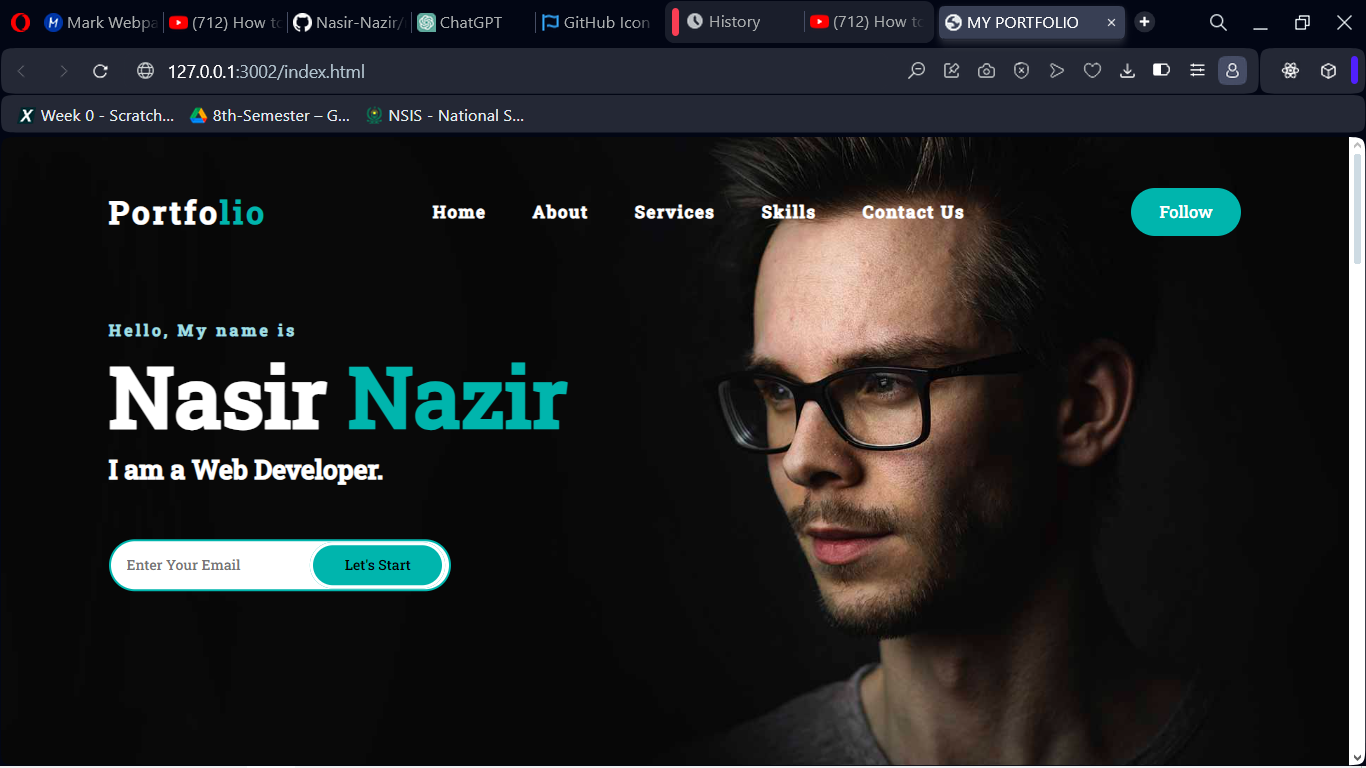 Mark Webpa
(712) How to
Nasir-Nazir/
ChatGPT
GitHub Icon
History
(712) How to
MY PORTFOLIO
127.0.0.1:3002/index.html
Week 0 - Scratch...
8th-Semester – G...
NSIS - National S...
Portfolio
Home
About
Services
Skills
Contact Us
Follow
Hello, My name is
Nasir Nazir
I am a Web Developer.
Enter Your Email
Let's Start